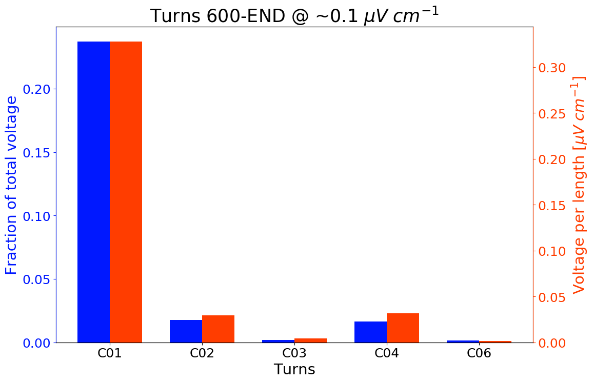 Turns 600-END @ ~0.1 μV cm⁻¹
Fraction of total voltage
0.20
0.15
0.10
0.05
0.00
0.30
0.25
0.20
0.15
0.10
0.05
0.00
Voltage per length [μV cm⁻¹]
C01 C02 C03 C04 C06
Turns